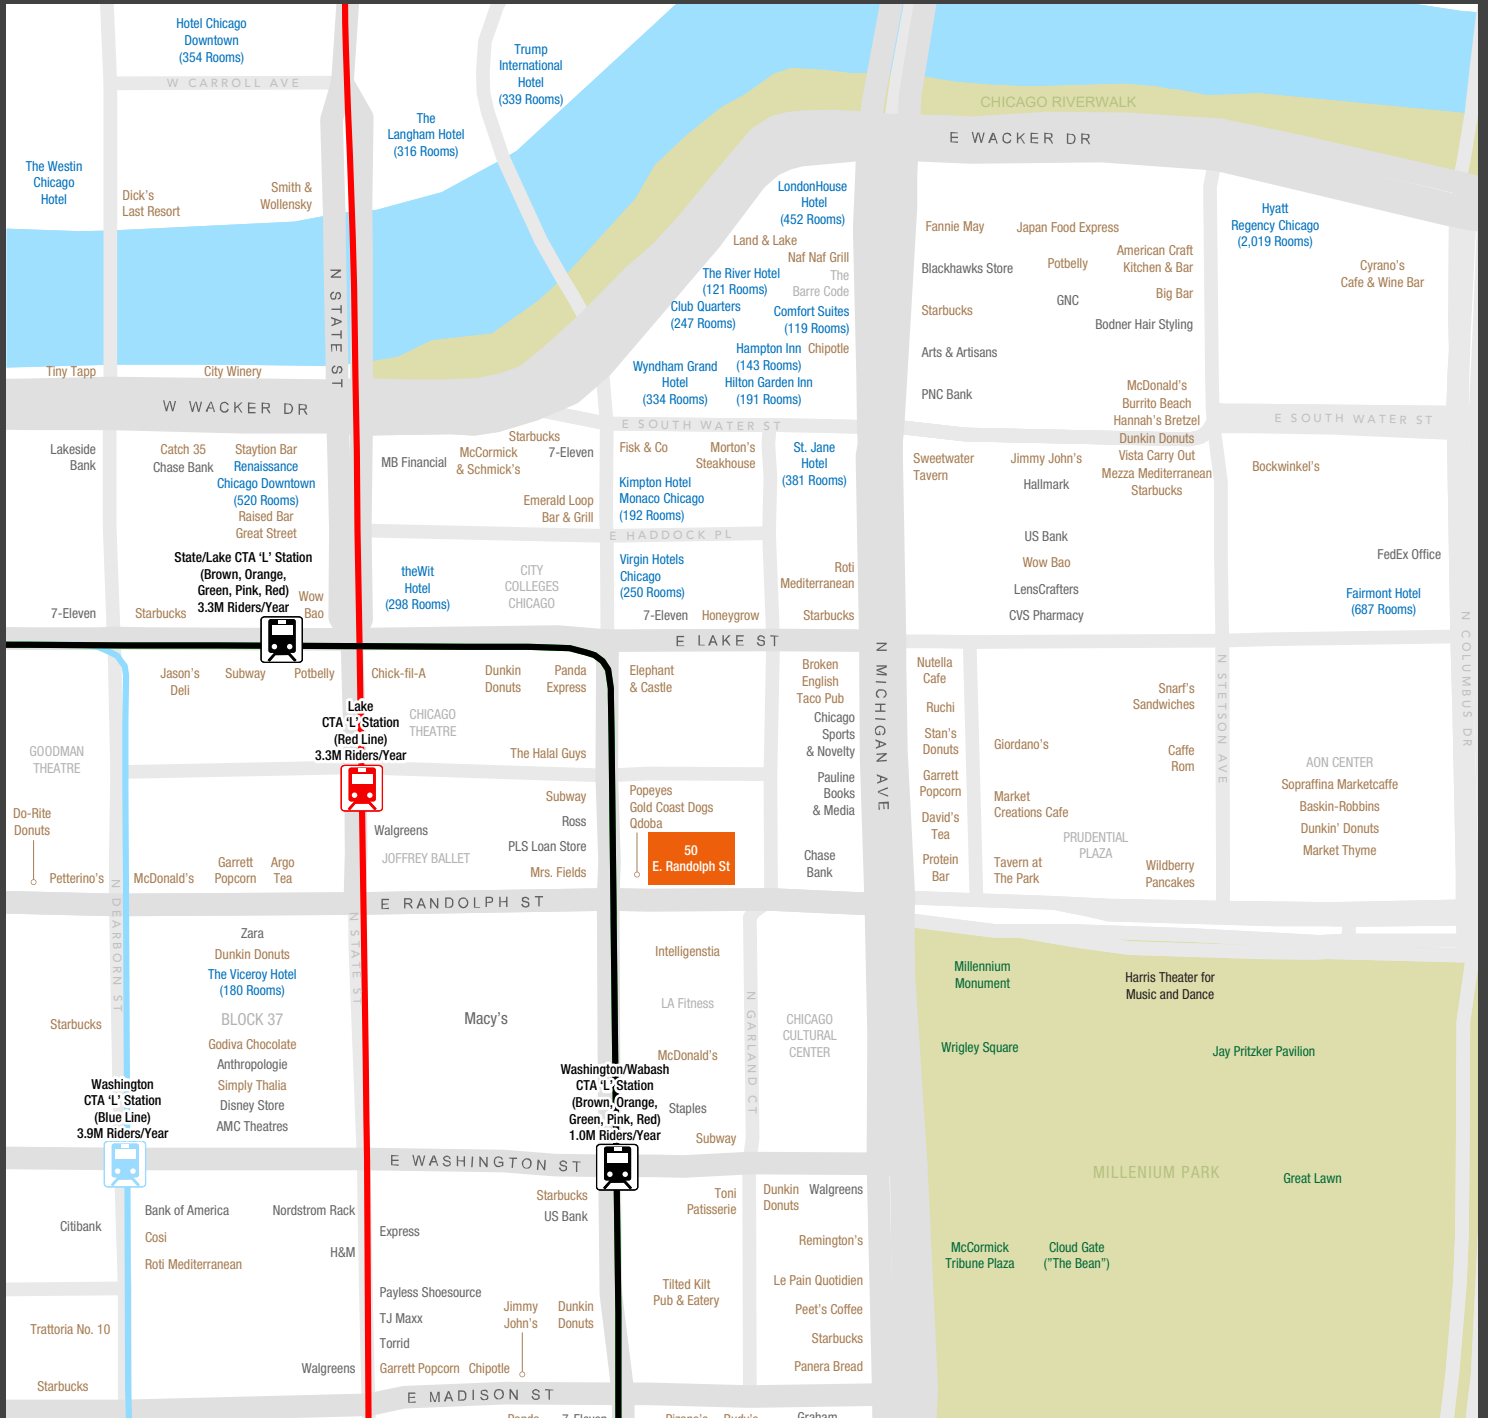 Hotel Chicago
Downtown
(354 Rooms)
W CARROLL AVE
Trump
International
Hotel
(339 Rooms)
The
Langham Hotel
(316 Rooms)
CHICAGO RIVERWALK
E WACKER DR
The Westin
Chicago
Hotel
Dick's
Last Resort
Smith &
Wollensky
N STATE ST
LondonHouse
Hotel
(452 Rooms)
Land & Lake
Naf Naf Grill
The River Hotel
(121 Rooms)
The
Barre Code
Club Quarters
(247 Rooms)
Comfort Suites
(119 Rooms)
Hampton Inn
(143 Rooms)
Chipotle
Wyndham Grand
Hotel
(334 Rooms)
Hilton Garden Inn
(191 Rooms)
Fannie May
Japan Food Express
Blackhawks Store
Potbelly
American Craft
Kitchen & Bar
Big Bar
GNC
Starbucks
Bodner Hair Styling
Arts & Artisans
PNC Bank
McDonald's
Burrito Beach
Hannah's Bretzel
Dunkin Donuts
Vista Carry Out
Mezza Mediterranean
Starbucks
Hyatt
Regency Chicago
(2,019 Rooms)
Cyrano's
Cafe & Wine Bar
Tiny Tapp
City Winery
W WACKER DR
E SOUTH WATER ST
E SOUTH WATER ST
Lakeside
Bank
Catch 35
Chase Bank
Staytion Bar
Renaissance
Chicago Downtown
(520 Rooms)
Raised Bar
Great Street
MB Financial
Starbucks
McCormick
& Schmick's
7-Eleven
Emerald Loop
Bar & Grill
Fisk & Co
Morton's
Steakhouse
Kimpton Hotel
Monaco Chicago
(192 Rooms)
St. Jane
Hotel
(381 Rooms)
Sweetwater
Tavern
Jimmy John's
Hallmark
Bockwinkel's
E HADDOCK PL
US Bank
Wow Bao
LensCrafters
CVS Pharmacy
FedEx Office
Fairmont Hotel
(687 Rooms)
State/Lake CTA ‘L’ Station
(Brown, Orange,
Green, Pink, Red)
3.3M Riders/Year
Wow
Bao
7-Eleven
Starbucks
theWit
Hotel
(298 Rooms)
CITY
COLLEGES
CHICAGO
Virgin Hotels
Chicago
(250 Rooms)
Roti
Mediterranean
7-Eleven
Honeygrow
Starbucks
E LAKE ST
N MICHIGAN AVE
N STETSON AVE
N COLUMBUS DR
Jason's
Deli
Subway
Potbelly
Chick-fil-A
Dunkin
Donuts
Panda
Express
Elephant
& Castle
Broken
English
Taco Pub
Chicago
Sports
& Novelty
Pauline
Books
& Media
Chase
Bank
Nutella
Cafe
Ruchi
Stan's
Donuts
Garrett
Popcorn
David's
Tea
Protein
Bar
Snarf's
Sandwiches
Giordano's
Caffe
Rom
Market
Creations Cafe
PRUDENTIAL
PLAZA
Tavern at
The Park
Wildberry
Pancakes
AON CENTER
Sopraffina Marketcaffe
Baskin-Robbins
Dunkin' Donuts
Market Thyme
Lake
CTA ‘L’ Station
(Red Line)
3.3M Riders/Year
CHICAGO
THEATRE
The Halal Guys
GOODMAN
THEATRE
Do-Rite
Donuts
Petterino's
McDonald's
Garrett
Popcorn
Argo
Tea
Subway
Ross
Walgreens
PLS Loan Store
JOFFREY BALLET
Mrs. Fields
Popeyes
Gold Coast Dogs
Qdoba
50
E. Randolph St
E RANDOLPH ST
N DEARBORN ST
N STATE ST
Zara
Dunkin Donuts
The Viceroy Hotel
(180 Rooms)
BLOCK 37
Godiva Chocolate
Anthropologie
Simply Thalia
Disney Store
AMC Theatres
Starbucks
Macy's
Intelligenstia
LA Fitness
McDonald's
Staples
Subway
N GARLAND CT
CHICAGO
CULTURAL
CENTER
Millennium
Monument
Harris Theater for
Music and Dance
Wrigley Square
Jay Pritzker Pavilion
MILLENIUM PARK
Great Lawn
McCormick
Tribune Plaza
Cloud Gate
("The Bean")
Washington
CTA ‘L’ Station
(Blue Line)
3.9M Riders/Year
Washington/Wabash
CTA ‘L’ Station
(Brown, Orange,
Green, Pink, Red)
1.0M Riders/Year
E WASHINGTON ST
Citibank
Bank of America
Cosi
Roti Mediterranean
Nordstrom Rack
H&M
Express
Starbucks
US Bank
Toni
Patisserie
Dunkin
Donuts
Walgreens
Remington's
Le Pain Quotidien
Peet's Coffee
Starbucks
Panera Bread
Tilted Kilt
Pub & Eatery
Payless Shoesource
TJ Maxx
Torrid
Garrett Popcorn
Chipotle
Jimmy
John's
Dunkin
Donuts
Trattoria No. 10
Starbucks
Walgreens
E MADISON ST
7-Eleven
Graham